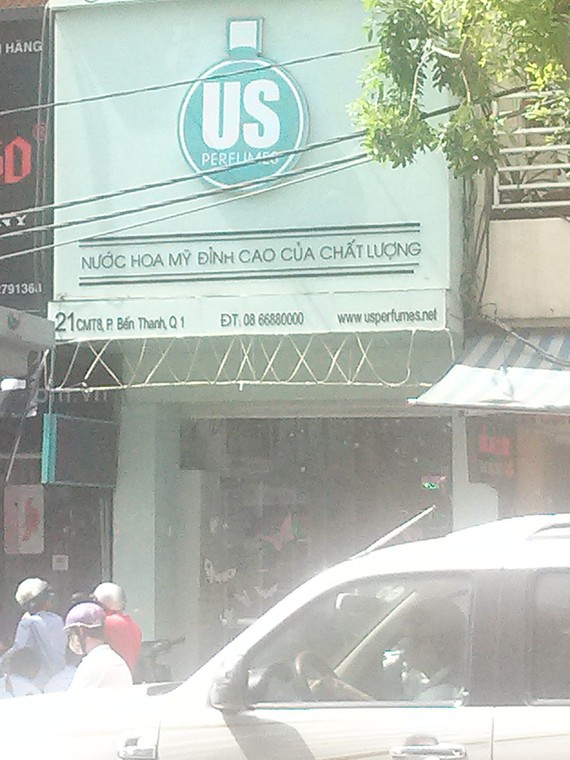 HÃNG
US
PERFUMES
NƯỚC HOA MỸ ĐỈNH CAO CỦA CHẤT LƯỢNG
21 CMT8, P. Bến Thành, Q 1 ĐT: 08 66880000 www.usperfumes.net